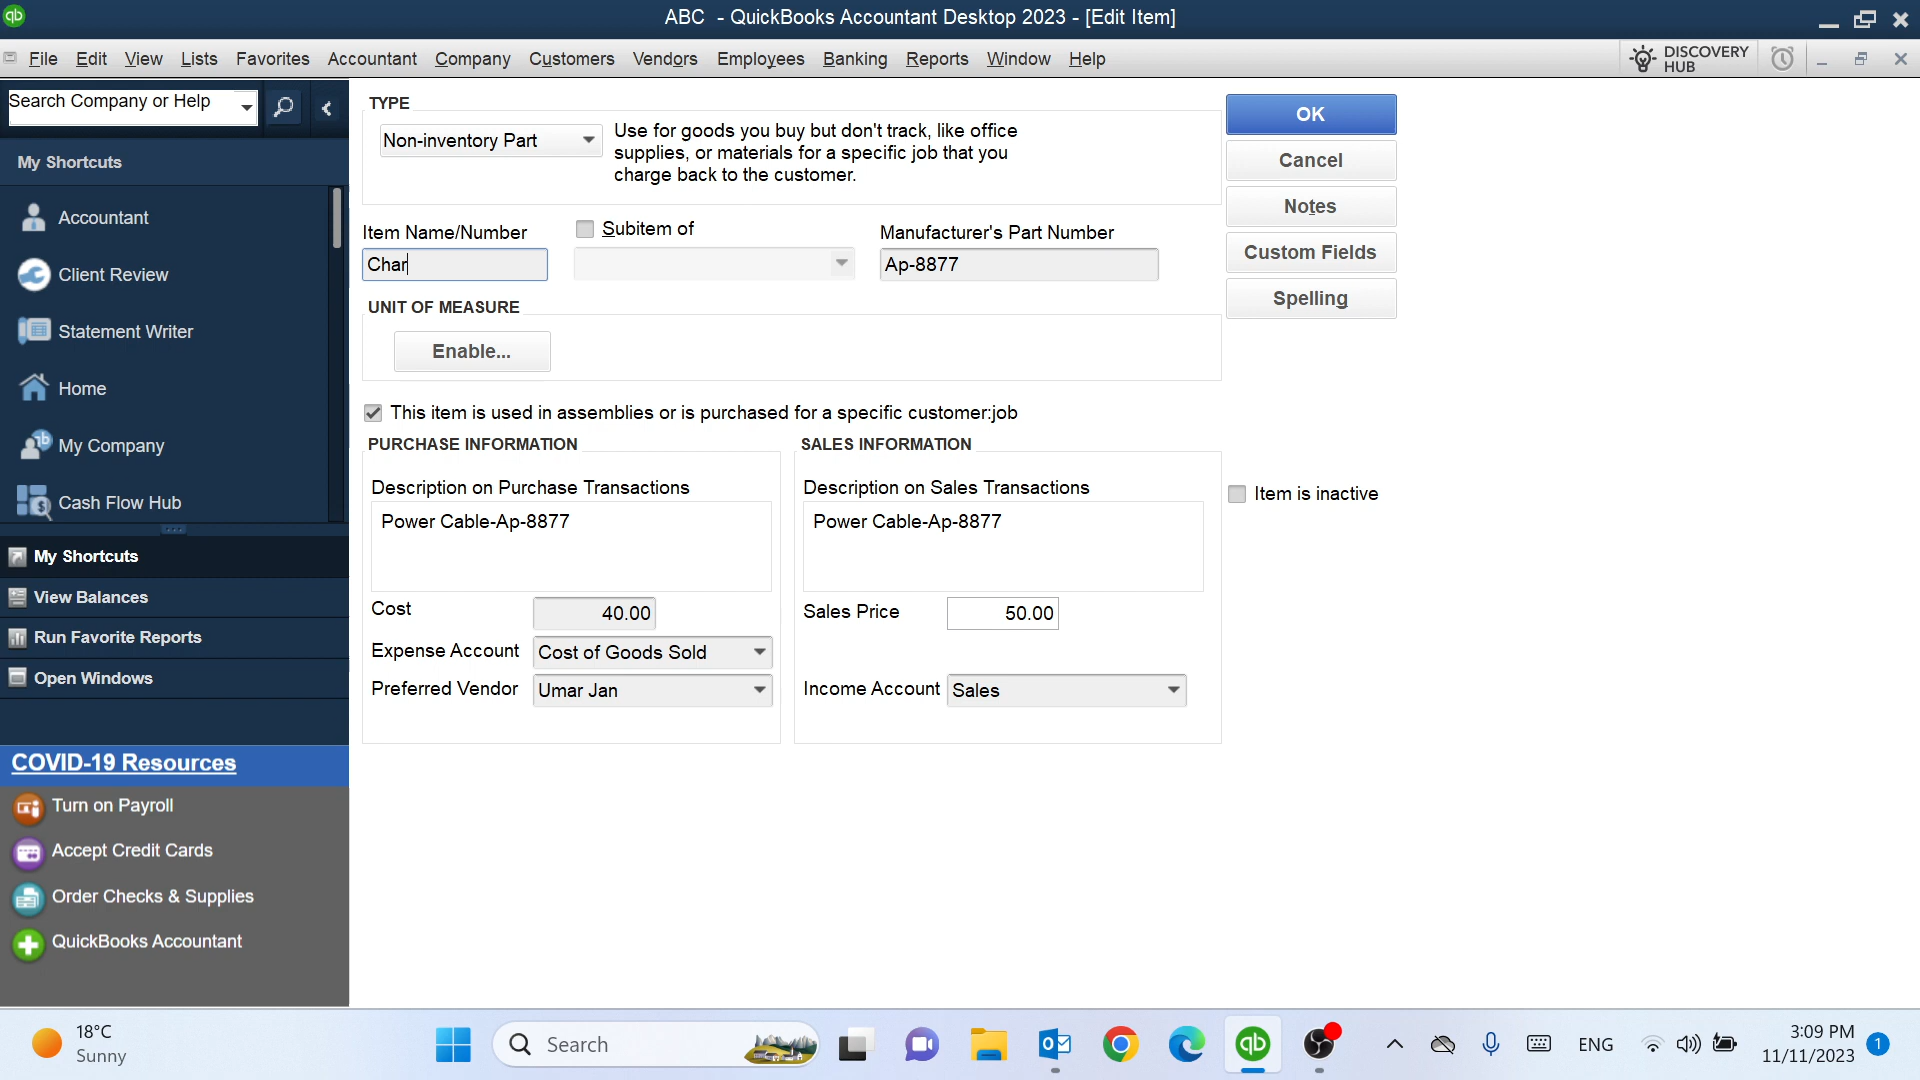 qb
ABC - QuickBooks Accountant Desktop 2023 - [Edit Item]
File Edit View Lists Favorites Accountant Company Customers Vendors Employees Banking Reports Window Help
DISCOVERY
HUB
Search Company or Help
My Shortcuts
Accountant
Client Review
Statement Writer
Home
My Company
Cash Flow Hub
My Shortcuts
View Balances
Run Favorite Reports
Open Windows
COVID-19 Resources
Turn on Payroll
Accept Credit Cards
Order Checks & Supplies
QuickBooks Accountant
TYPE
Non-inventory Part
Use for goods you buy but don't track, like office
supplies, or materials for a specific job that you
charge back to the customer.
Item Name/Number
Subitem of
Manufacturer's Part Number
Char
Ap-8877
UNIT OF MEASURE
Enable...
This item is used in assemblies or is purchased for a specific customer:job
PURCHASE INFORMATION
Description on Purchase Transactions
Power Cable-Ap-8877
Cost 40.00
Expense Account Cost of Goods Sold
Preferred Vendor Umar Jan
SALES INFORMATION
Description on Sales Transactions
Power Cable-Ap-8877
Sales Price 50.00
Income Account Sales
OK
Cancel
Notes
Custom Fields
Spelling
Item is inactive
18°C
Sunny
Search
qb
ENG
3:09 PM
11/11/2023
1